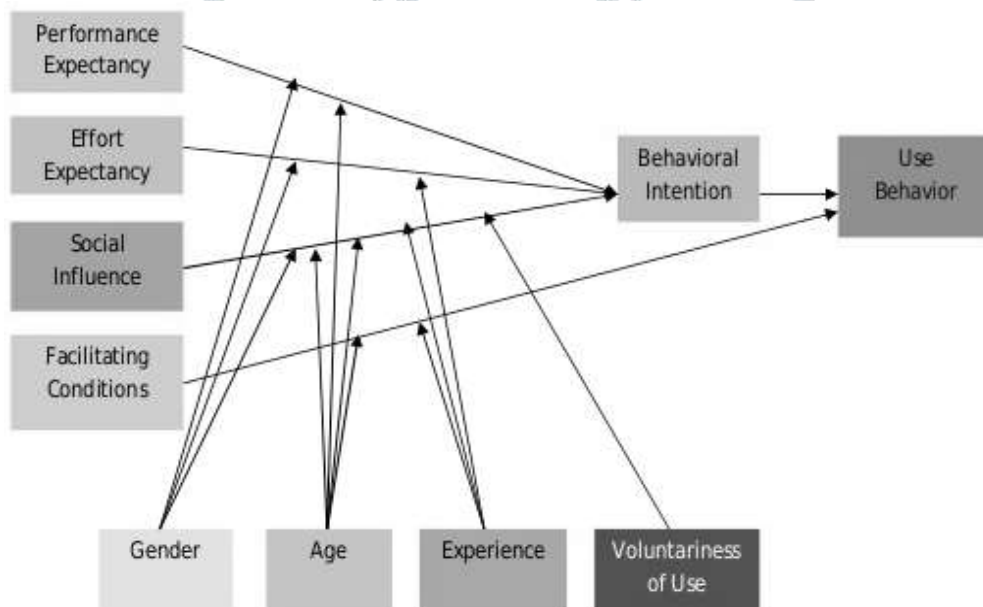 Performance
Expectancy
Effort
Expectancy
Social
Influence
Facilitating
Conditions
Behavioral
Intention
Use
Behavior
Gender
Age
Experience
Voluntariness
of Use